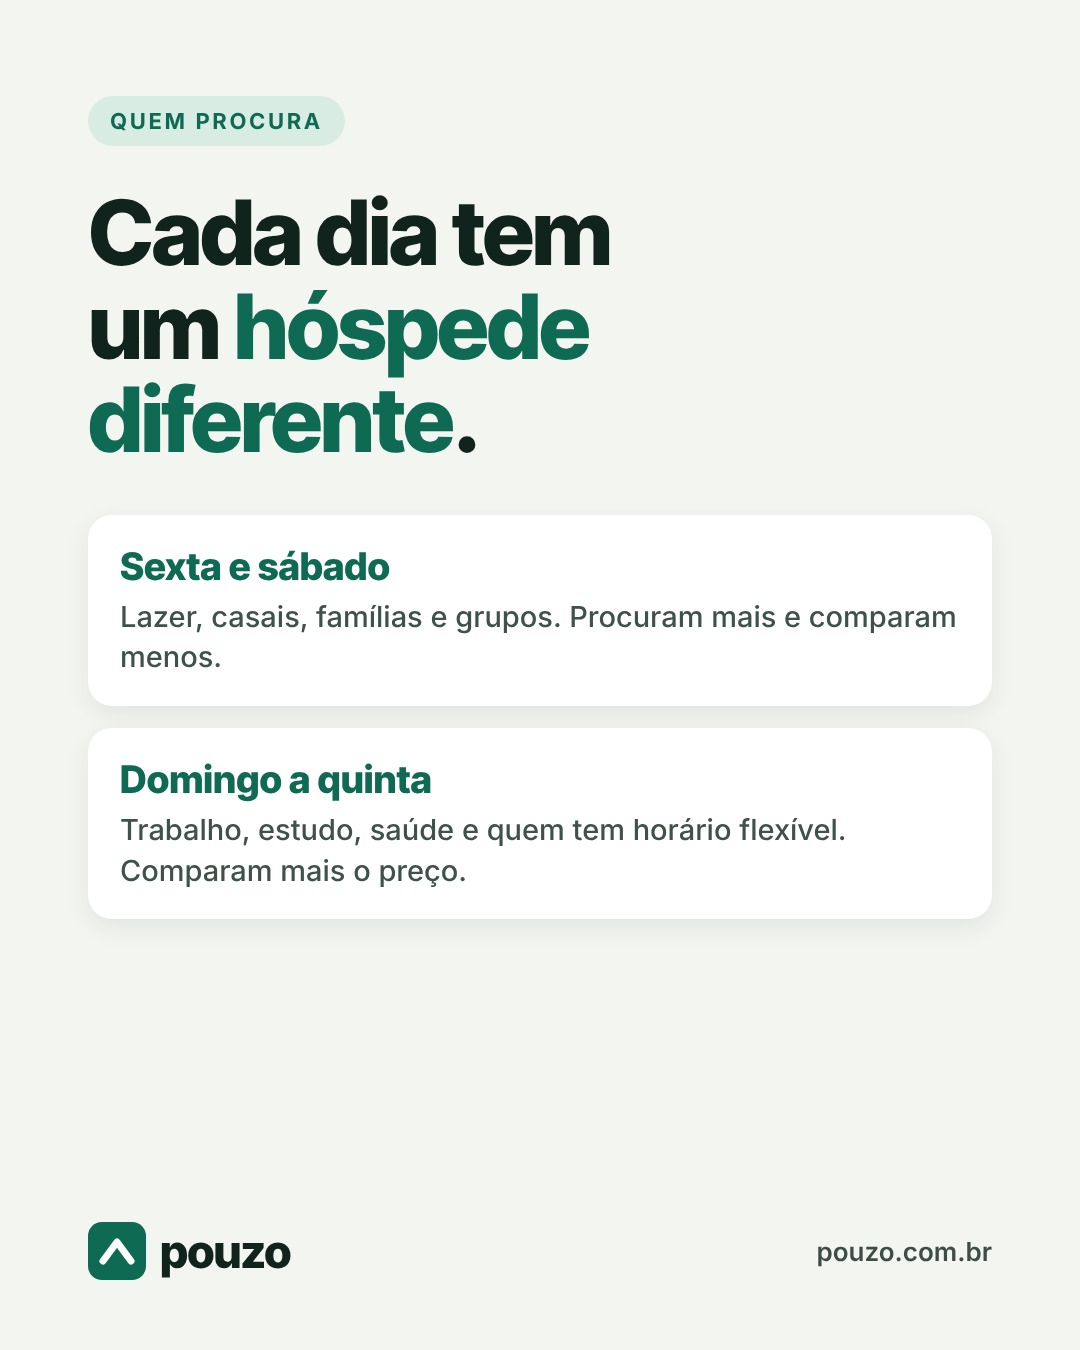 QUEM PROCURA
Cada dia tem
um hóspede
diferente.
Sexta e sábado
Lazer, casais, famílias e grupos. Procuram mais e comparam
menos.
Domingo a quinta
Trabalho, estudo, saúde e quem tem horário flexível.
Comparam mais o preço.
pouzo
pouzo.com.br